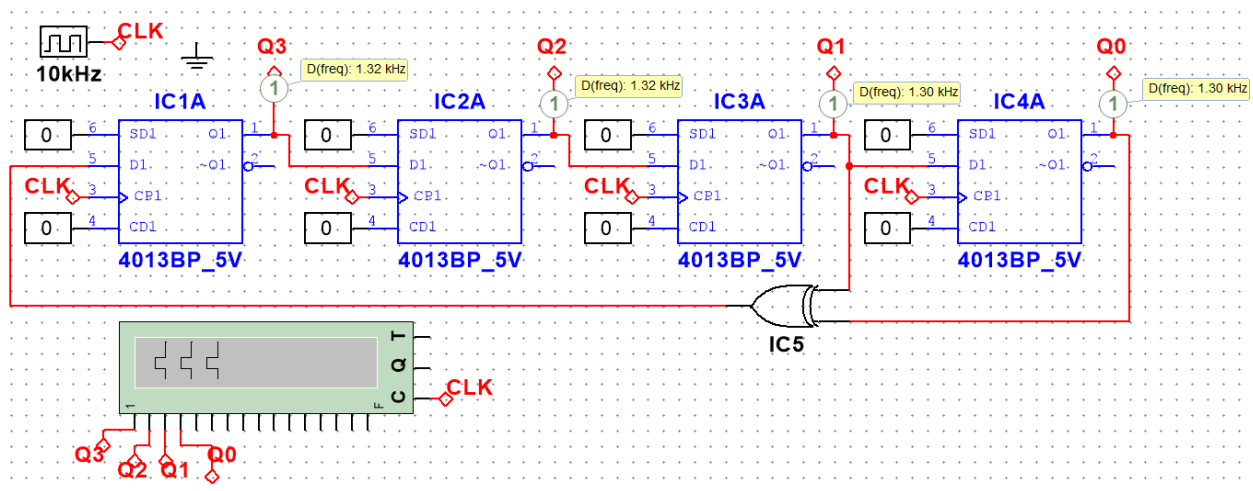 CLK
10kHz
Q3
D(freq): 1.32 kHz
Q2
D(freq): 1.32 kHz
Q1
D(freq): 1.30 kHz
Q0
D(freq): 1.30 kHz
1
1
1
1
IC1A
IC2A
IC3A
IC4A
0 6 SD1 Q1 1
0 6 SD1 Q1 1
0 6 SD1 Q1 1
0 6 SD1 Q1 1
5 D1 ~Q1 2
5 D1 ~Q1 2
5 D1 ~Q1 2
5 D1 ~Q1 2
CLK 3 CP1
CLK 3 CP1
CLK 3 CP1
CLK 3 CP1
0 4 CD1
0 4 CD1
0 4 CD1
0 4 CD1
4013BP_5V
4013BP_5V
4013BP_5V
4013BP_5V
IC5
T
Q
C
CLK
1
F
Q3
Q2
Q1
Q0